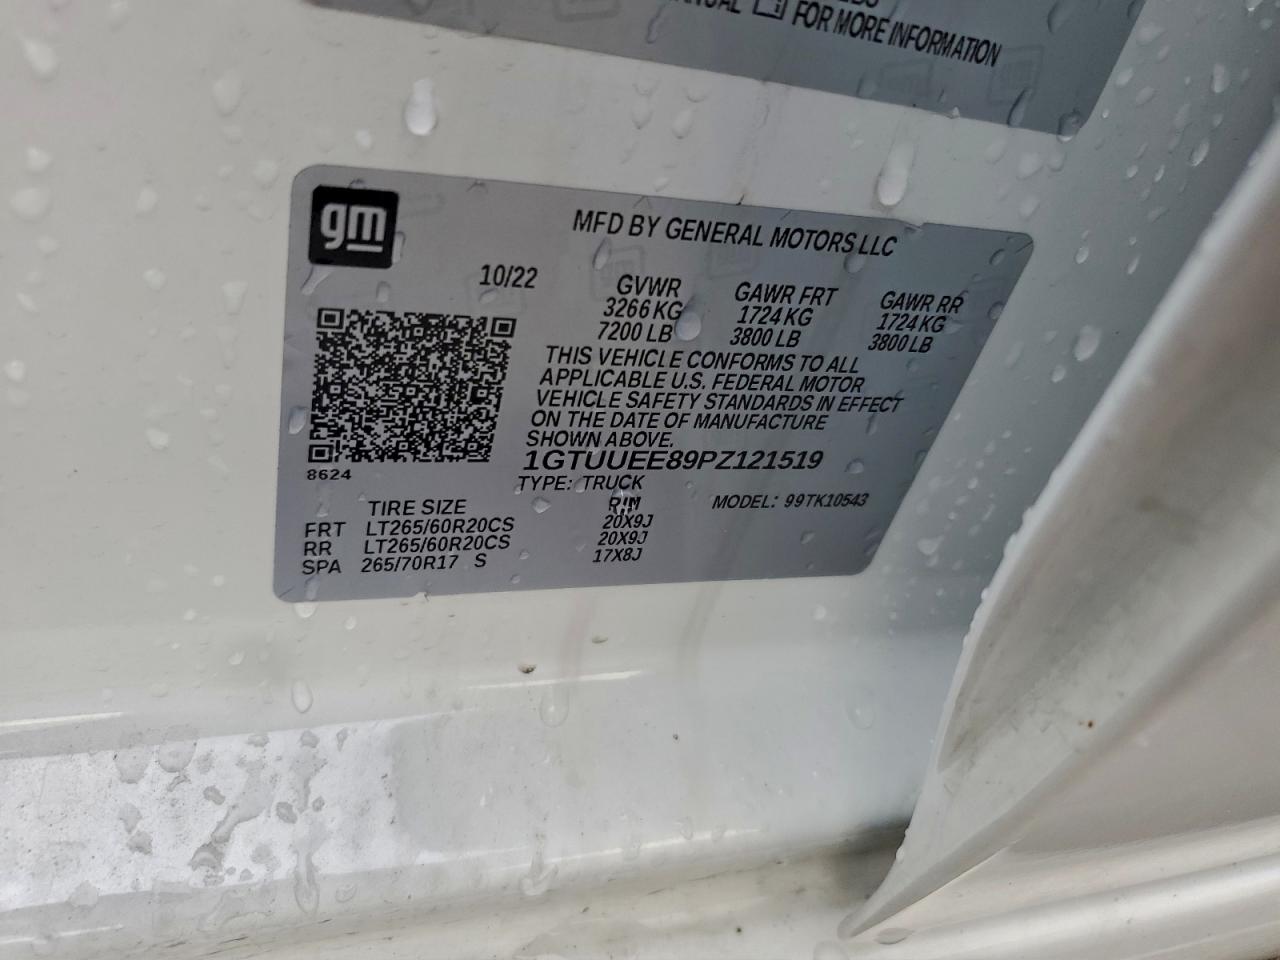 FOR MORE INFORMATION
gm
MFD BY GENERAL MOTORS LLC
10/22
GVWR GAWR FRT GAWR RR
3266 KG 1724 KG 1724 KG
7200 LB 3800 LB 3800 LB
THIS VEHICLE CONFORMS TO ALL
APPLICABLE U.S. FEDERAL MOTOR
VEHICLE SAFETY STANDARDS IN EFFECT
ON THE DATE OF MANUFACTURE
SHOWN ABOVE.
8624
1GTUUEE89PZ121519
TYPE: TRUCK
MODEL: 99TK10543
TIRE SIZE RIM
FRT LT265/60R20CS 20X9J
RR LT265/60R20CS 20X9J
SPA 265/70R17 S 17X8J